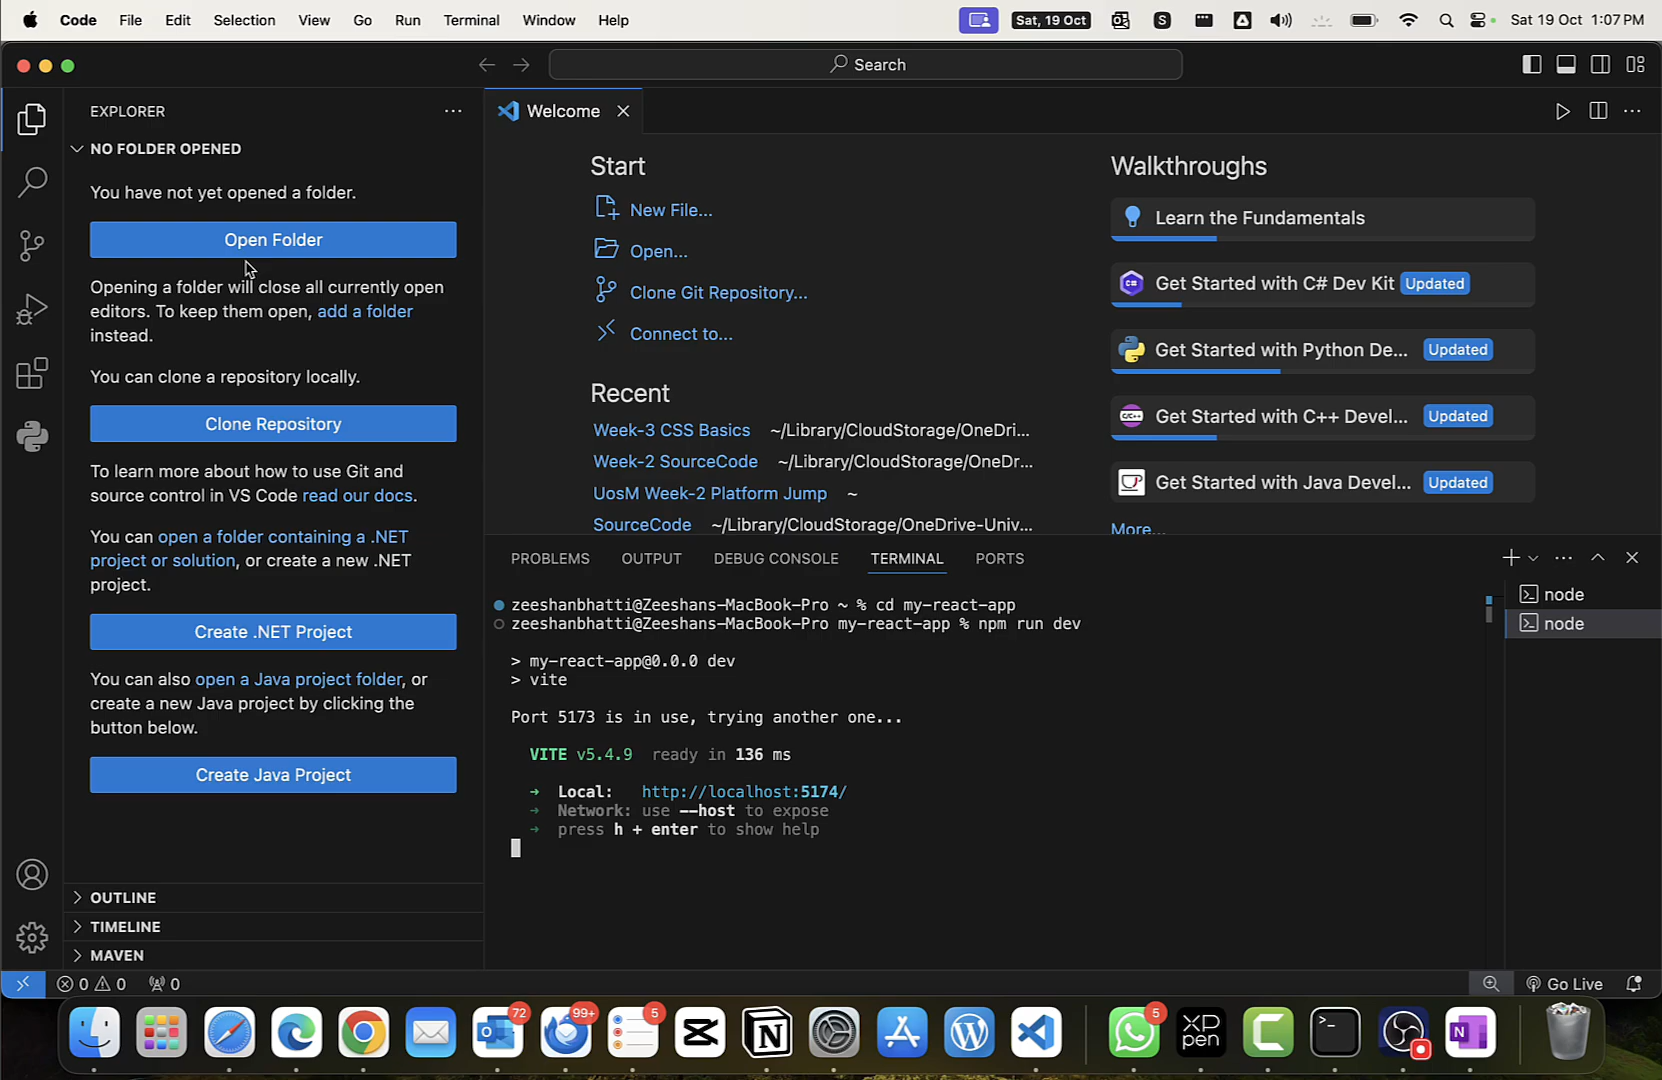 Code File Edit Selection View Go Run Terminal Window Help
Sat, 19 Oct
S
Sat 19 Oct 1:07 PM
Search
EXPLORER
Welcome
NO FOLDER OPENED
You have not yet opened a folder.
Open Folder
Opening a folder will close all currently open
editors. To keep them open, add a folder
instead.
You can clone a repository locally.
Clone Repository
To learn more about how to use Git and
source control in VS Code read our docs.
You can open a folder containing a .NET
project or solution, or create a new .NET
project.
Create .NET Project
You can also open a Java project folder, or
create a new Java project by clicking the
button below.
Create Java Project
OUTLINE
TIMELINE
MAVEN
Start
New File...
Open...
Clone Git Repository...
Connect to...
Recent
Week-3 CSS Basics ~/Library/CloudStorage/OneDri...
Week-2 SourceCode ~/Library/CloudStorage/OneDr...
UosM Week-2 Platform Jump ~
SourceCode ~/Library/CloudStorage/OneDrive-Univ...
Walkthroughs
Learn the Fundamentals
Get Started with C# Dev Kit Updated
Get Started with Python De... Updated
Get Started with C++ Devel... Updated
Get Started with Java Devel... Updated
More...
PROBLEMS OUTPUT DEBUG CONSOLE TERMINAL PORTS
zeeshanbhatti@Zeeshans-MacBook-Pro ~ % cd my-react-app
zeeshanbhatti@Zeeshans-MacBook-Pro my-react-app % npm run dev
> my-react-app@0.0.0 dev
> vite
Port 5173 is in use, trying another one...
VITE v5.4.9 ready in 136 ms
➜ Local: http://localhost:5174/
➜ Network: use --host to expose
➜ press h + enter to show help
node
node
0 0 0
Go Live
72
99+
5
5
XP
pen
N